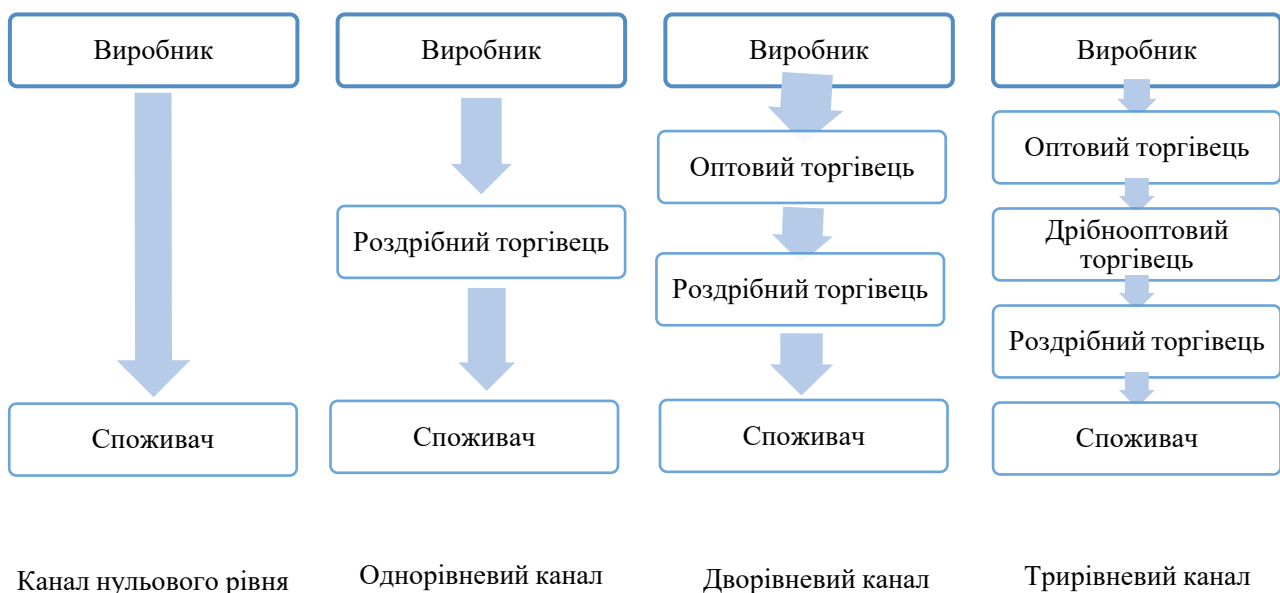 Виробник
Споживач
Канал нульового рівня
Виробник
Роздрібний торгівець
Споживач
Однорівневий канал
Виробник
Оптовий торгівець
Роздрібний торгівець
Споживач
Дворівневий канал
Виробник
Оптовий торгівець
Дрібнооптовий
торгівець
Роздрібний торгівець
Споживач
Трирівневий канал